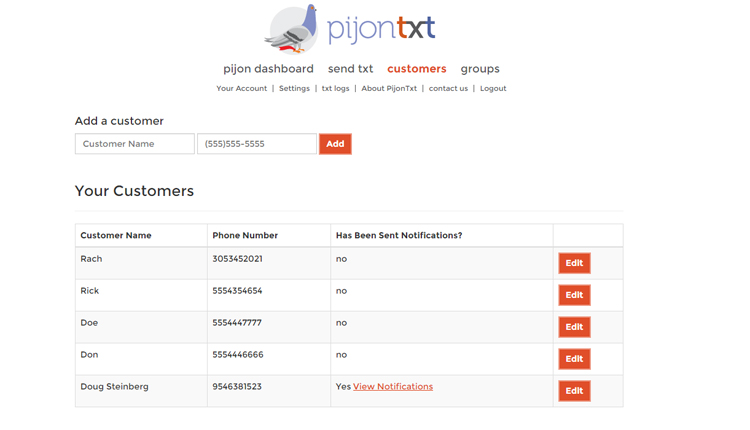 pijontxt
pijon dashboard send txt customers groups
Your Account | Settings | txt logs | About PijonTxt | contact us | Logout
Add a customer
Customer Name (555)555-5555 Add
Your Customers
Customer Name Phone Number Has Been Sent Notifications?
Rach 3053452021 no Edit
Rick 5554354654 no Edit
Doe 5554447777 no Edit
Don 5554446666 no Edit
Doug Steinberg 9546381523 Yes View Notifications Edit